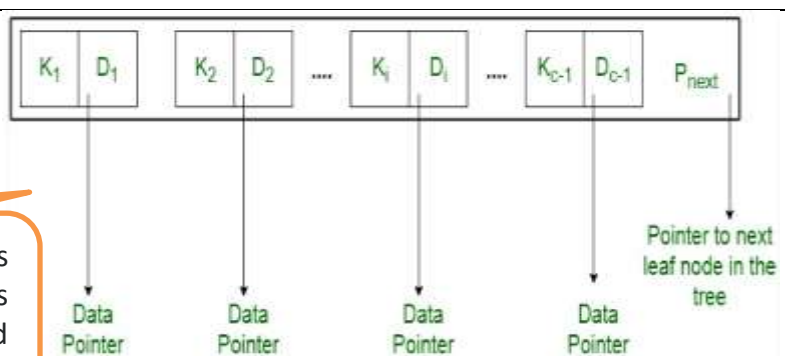 K1 D1 K2 D2 .... Ki Di .... Kc-1 Dc-1 Pnext
Pointer to next
leaf node in the
tree
Data
Pointer
Data
Pointer
Data
Pointer
Data
Pointer